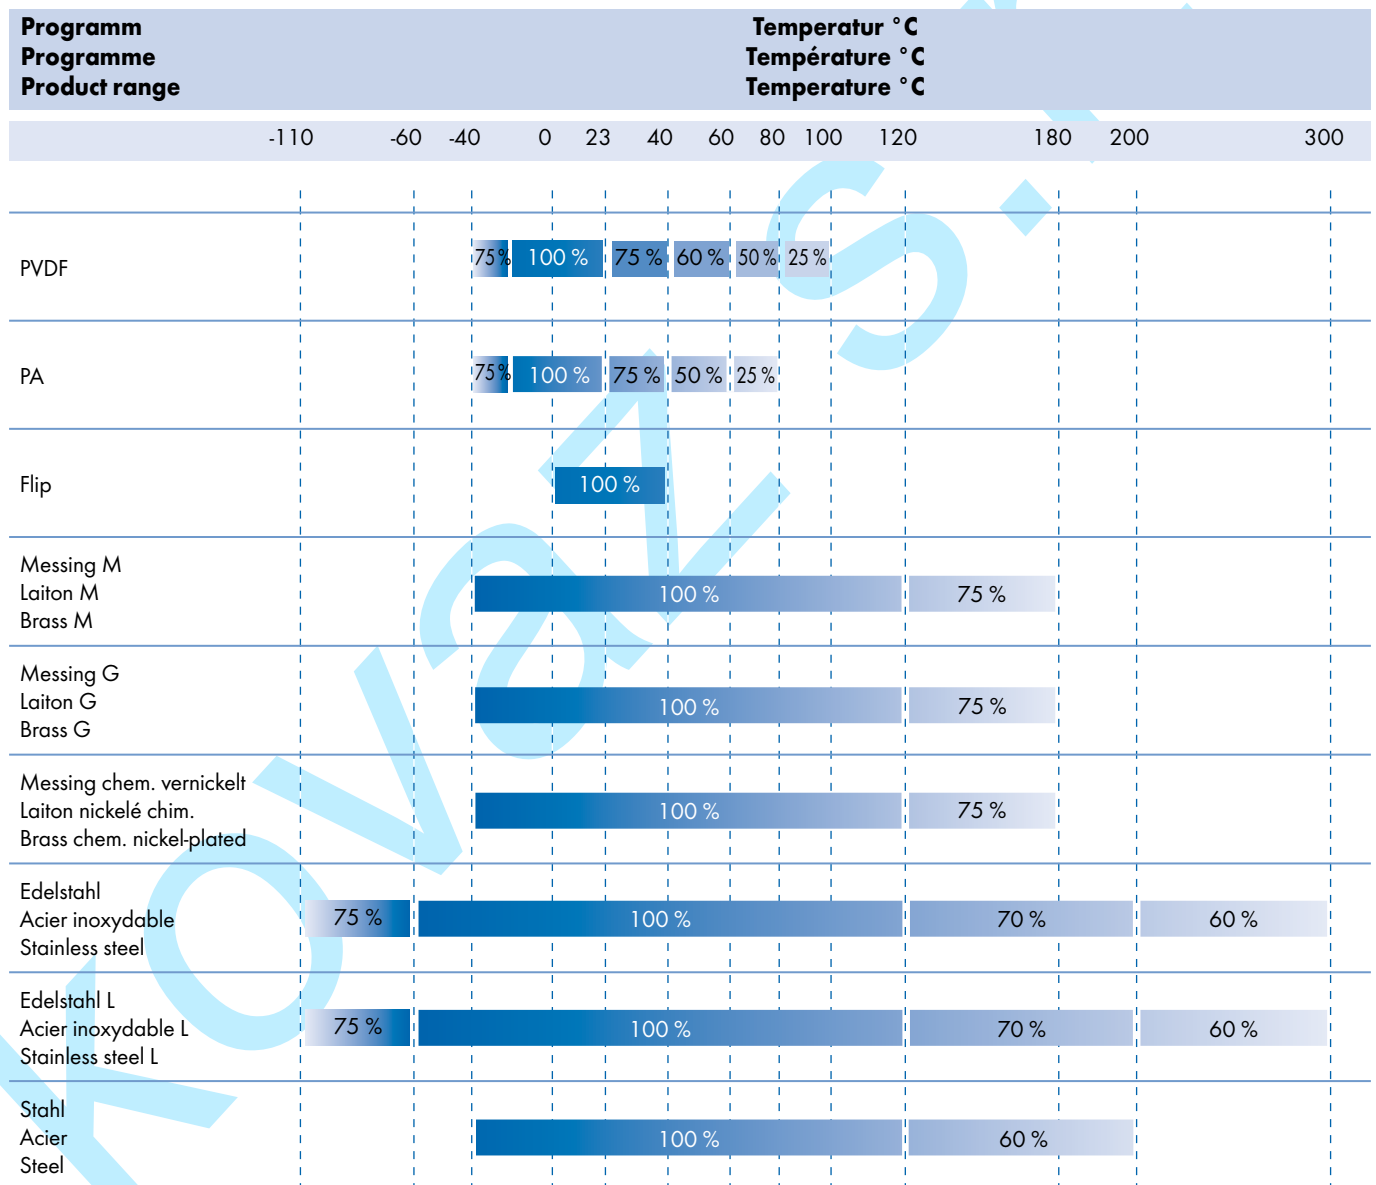 Programm Temperatur °C
Programme Température °C
Product range Temperature °C
-110 -60 -40 0 23 40 60 80 100 120 180 200 300
PVDF 75% 100 % 75 % 60 % 50 % 25 %
PA 75% 100 % 75 % 50 % 25 %
Flip 100 %
Messing M
Laiton M 100 % 75 %
Brass M
Messing G
Laiton G 100 % 75 %
Brass G
Messing chem. vernickelt
Laiton nickelé chim. 100 % 75 %
Brass chem. nickel-plated
Edelstahl
Acier inoxydable 75 % 100 % 70 % 60 %
Stainless steel
Edelstahl L
Acier inoxydable L 75 % 100 % 70 % 60 %
Stainless steel L
Stahl
Acier 100 % 60 %
Steel
kovaz s.r